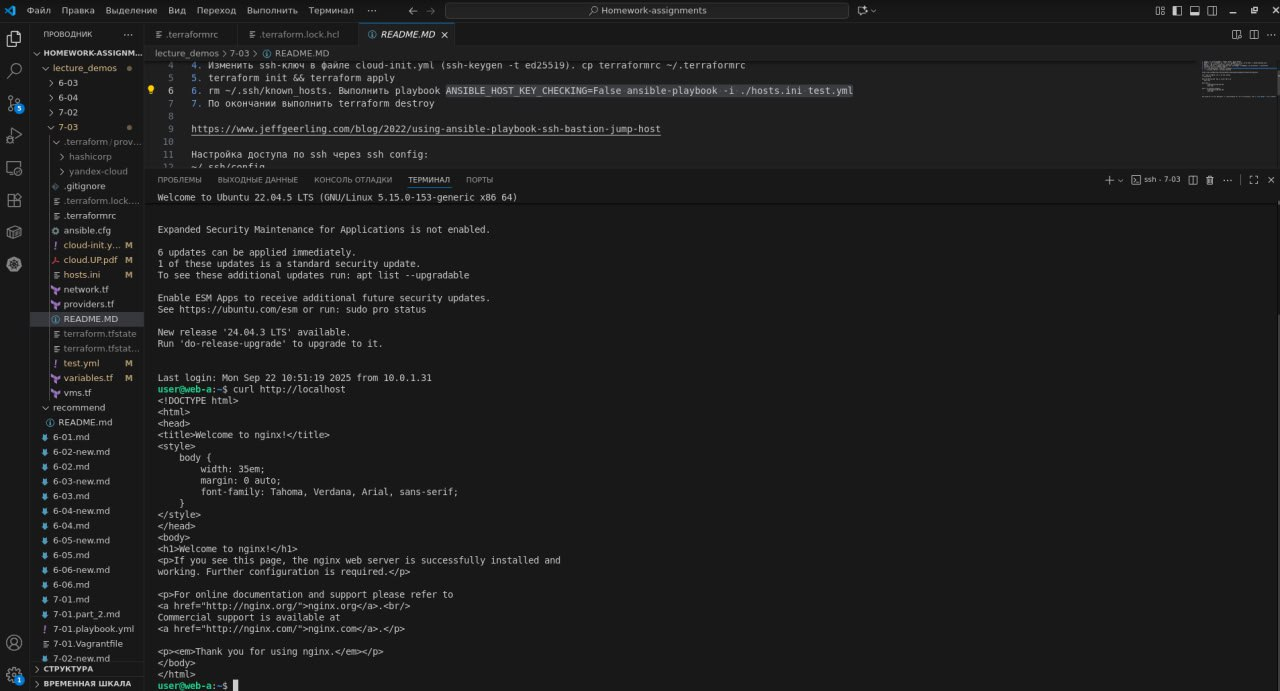 Файл Правка Выделение Вид Переход Выполнить Терминал ··· Homework-assignments
ПРОВОДНИК ···
HOMEWORK-ASSIGNM...
lecture_demos
6-03
6-04
7-02
7-03
.terraform / prov...
hashicorp
yandex-cloud
.gitignore
.terraform.lock....
.terraformrc
ansible.cfg
cloud-init.y... M
cloud.UP.pdf M
hosts.ini M
network.tf
providers.tf
README.MD
terraform.tfstate
terraform.tfstat...
test.yml M
variables.tf M
vms.tf
recommend
README.md
6-01.md
6-02-new.md
6-02.md
6-03-new.md
6-03.md
6-04-new.md
6-04.md
6-05-new.md
6-05.md
6-06-new.md
6-06.md
7-01.md
7-01.part_2.md
7-01.playbook.yml
7-01.Vagrantfile
7-02-new.md
СТРУКТУРА
ВРЕМЕННАЯ ШКАЛА
5
1
.terraformrc .terraform.lock.hcl README.MD
lecture_demos > 7-03 > README.MD
4 4. Изменить ssh-ключ в файле cloud-init.yml (ssh-keygen -t ed25519). cp terraformrc ~/.terraformrc
5 5. terraform init && terraform apply
6 6. rm ~/.ssh/known_hosts. Выполнить playbook ANSIBLE_HOST_KEY_CHECKING=False ansible-playbook -i ./hosts.ini test.yml
7 7. По окончании выполнить terraform destroy
8
9 https://www.jeffgeerling.com/blog/2022/using-ansible-playbook-ssh-bastion-jump-host
10
11 Настройка доступа по ssh через ssh config:
12 ~/.ssh/config
ПРОБЛЕМЫ ВЫХОДНЫЕ ДАННЫЕ КОНСОЛЬ ОТЛАДКИ ТЕРМИНАЛ ПОРТЫ ssh - 7-03
Welcome to Ubuntu 22.04.5 LTS (GNU/Linux 5.15.0-153-generic x86_64)
Expanded Security Maintenance for Applications is not enabled.
6 updates can be applied immediately.
1 of these updates is a standard security update.
To see these additional updates run: apt list --upgradable
Enable ESM Apps to receive additional future security updates.
See https://ubuntu.com/esm or run: sudo pro status
New release '24.04.3 LTS' available.
Run 'do-release-upgrade' to upgrade to it.
Last login: Mon Sep 22 10:51:19 2025 from 10.0.1.31
user@web-a:~$ curl http://localhost
<!DOCTYPE html>
<html>
<head>
<title>Welcome to nginx!</title>
<style>
    body {
        width: 35em;
        margin: 0 auto;
        font-family: Tahoma, Verdana, Arial, sans-serif;
    }
</style>
</head>
<body>
<h1>Welcome to nginx!</h1>
<p>If you see this page, the nginx web server is successfully installed and
working. Further configuration is required.</p>
<p>For online documentation and support please refer to
<a href="http://nginx.org/">nginx.org</a>.<br/>
Commercial support is available at
<a href="http://nginx.com/">nginx.com</a>.</p>
<p><em>Thank you for using nginx.</em></p>
</body>
</html>
user@web-a:~$